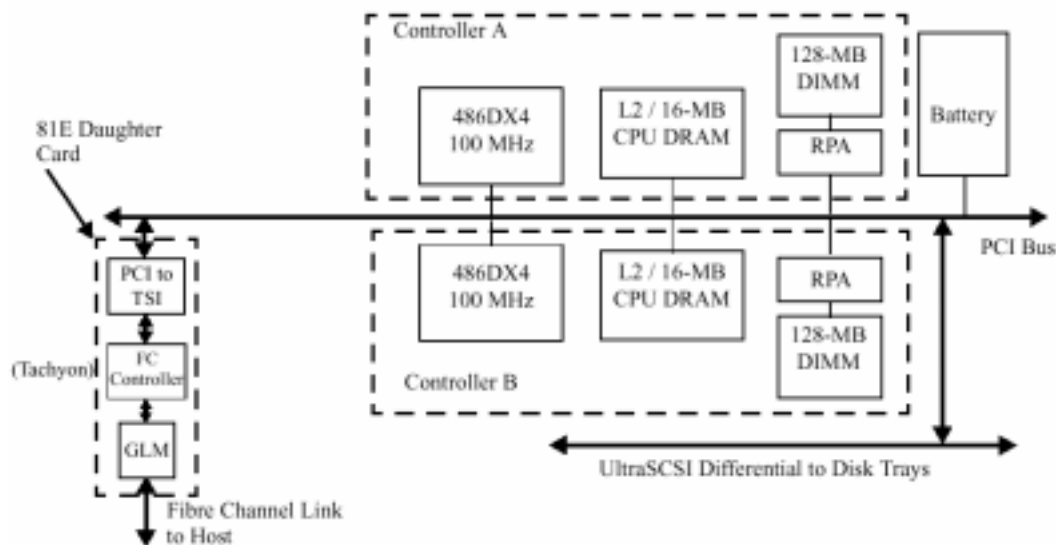 Controller A
128-MB
DIMM
486DX4
100 MHz
L2 / 16-MB
CPU DRAM
RPA
Battery
81E Daughter
Card
PCI Bus
PCI to
TSI
486DX4
100 MHz
L2 / 16-MB
CPU DRAM
RPA
128-MB
DIMM
(Tachyon)
FC
Controller
Controller B
GLM
UltraSCSI Differential to Disk Trays
Fibre Channel Link
to Host